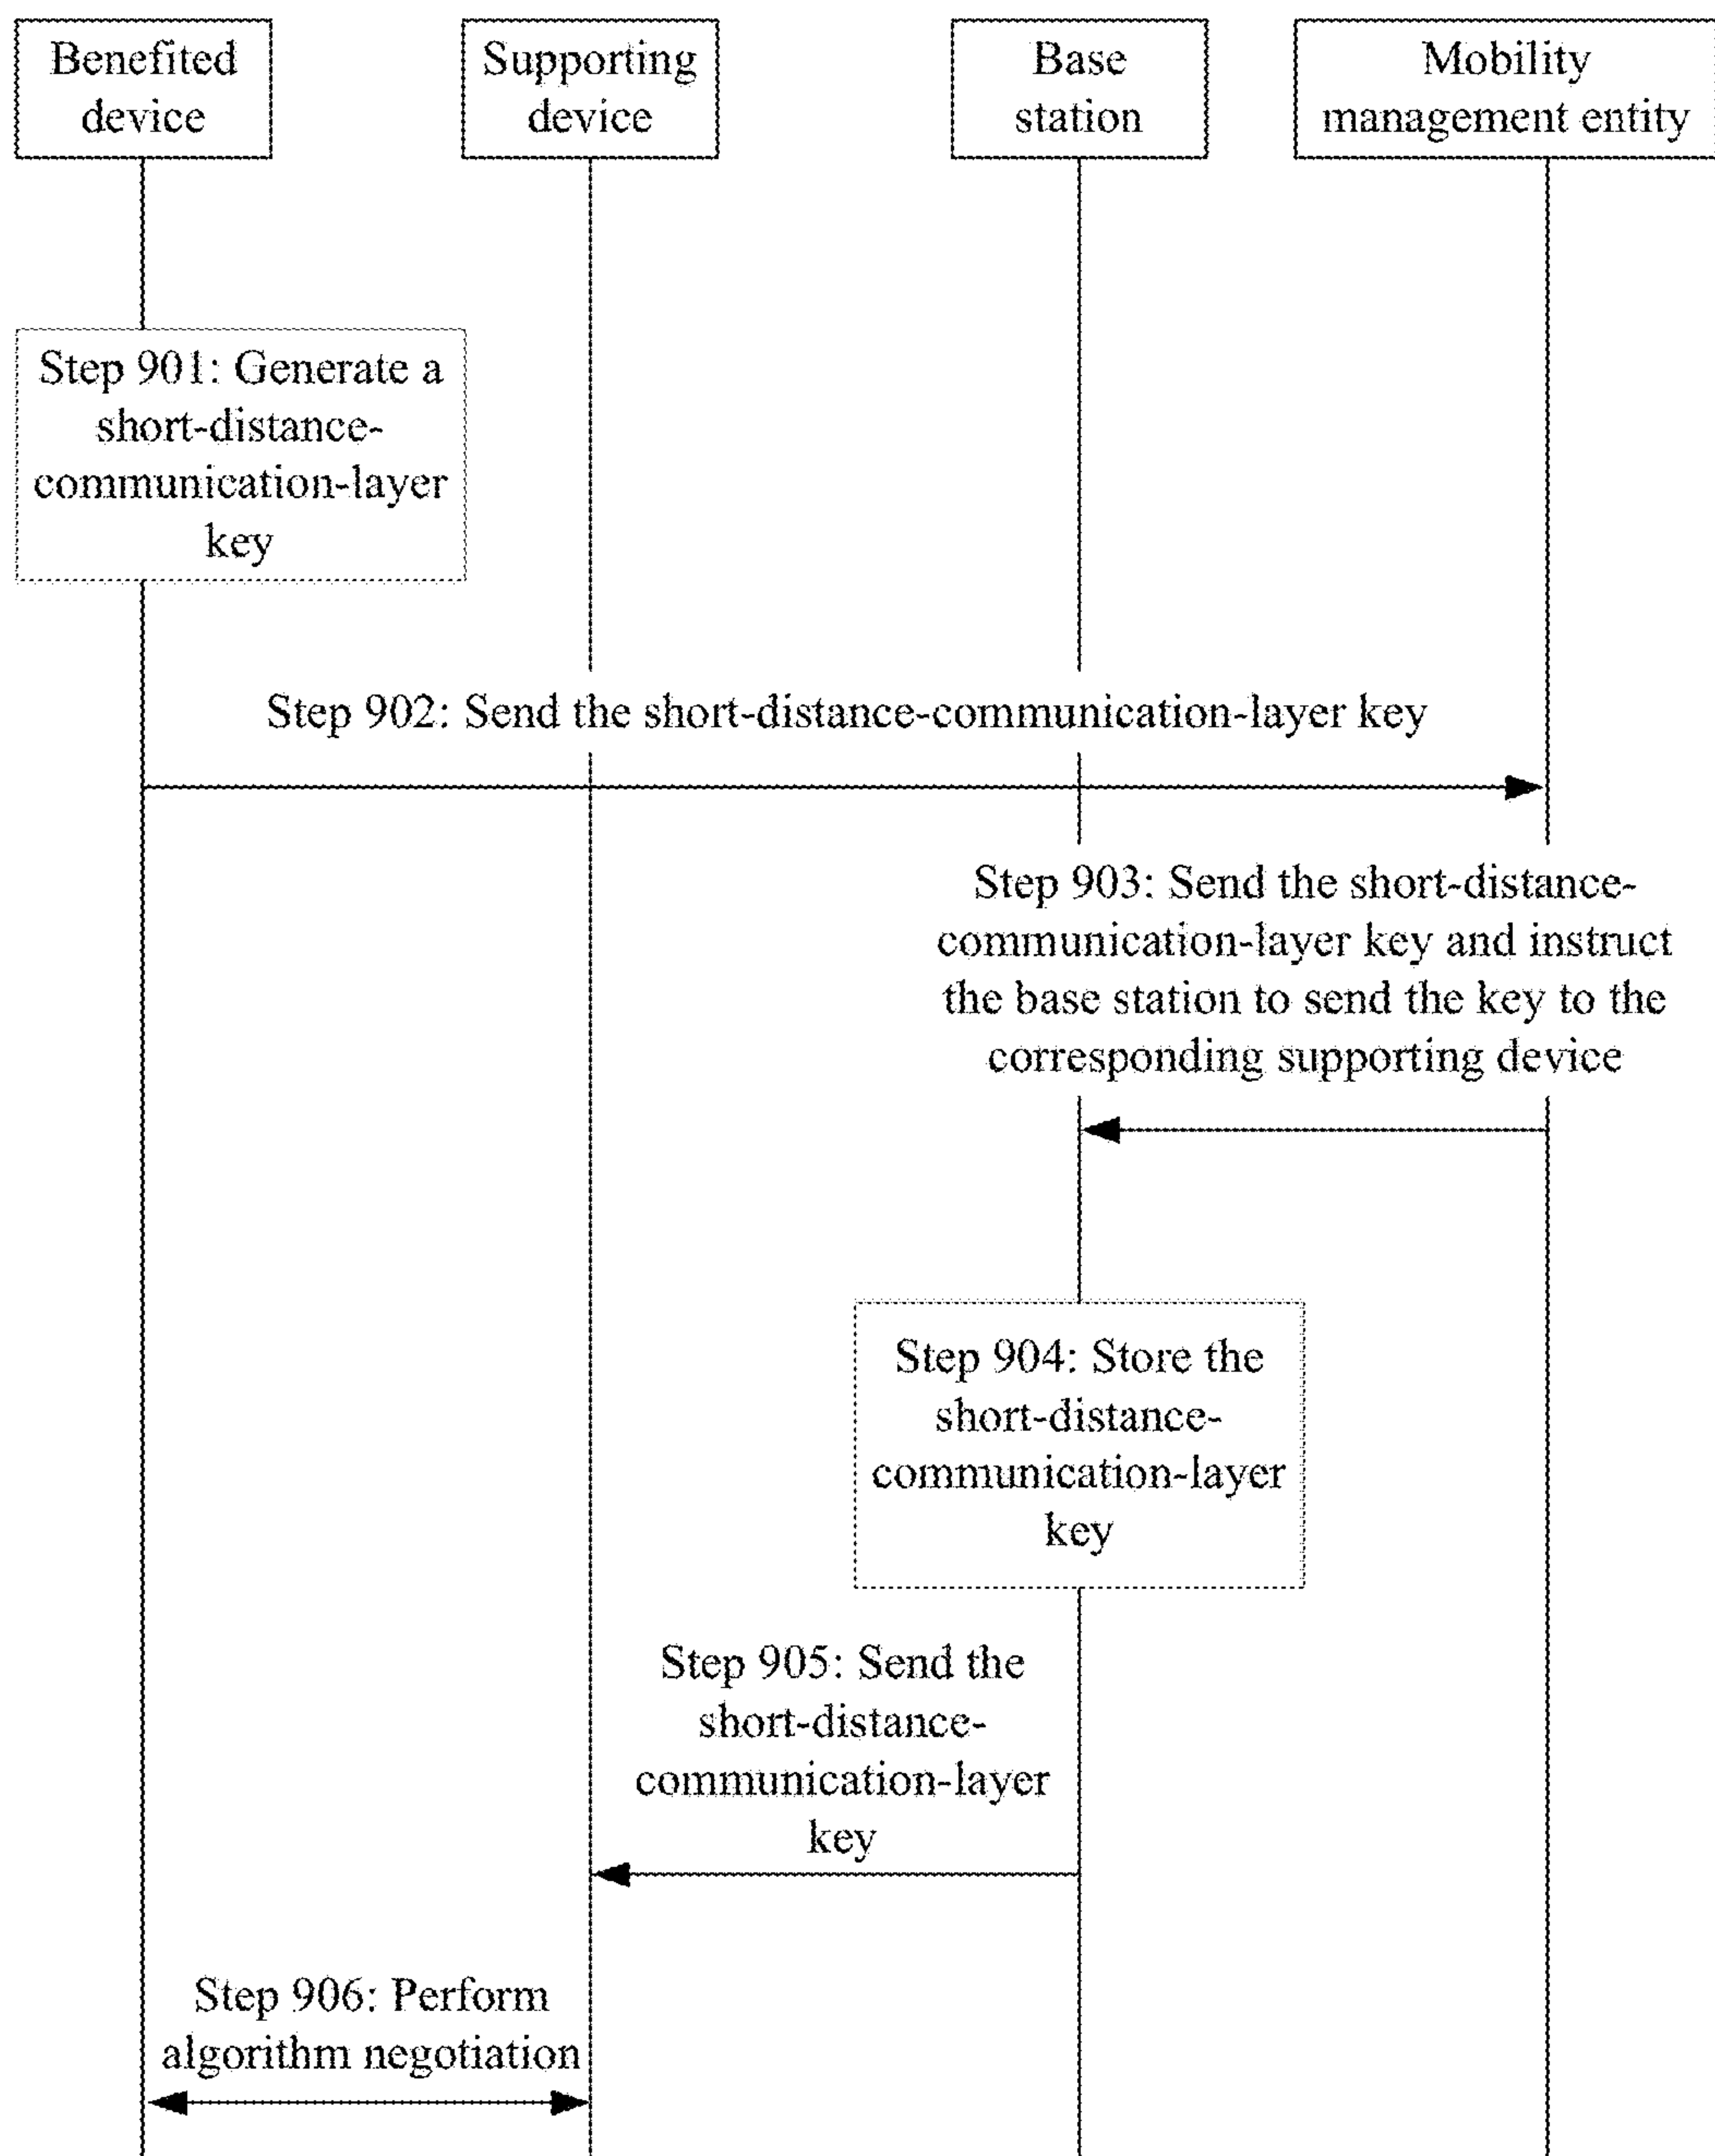 Benefited
device
Supporting
device
Base
station
Mobility
management entity
Step 901: Generate a
short-distance-
communication-layer
key
Step 902: Send the short-distance-communication-layer key
Step 903: Send the short-distance-
communication-layer key and instruct
the base station to send the key to the
corresponding supporting device
Step 904: Store the
short-distance-
communication-layer
key
Step 905: Send the
short-distance-
communication-layer
key
Step 906: Perform
algorithm negotiation